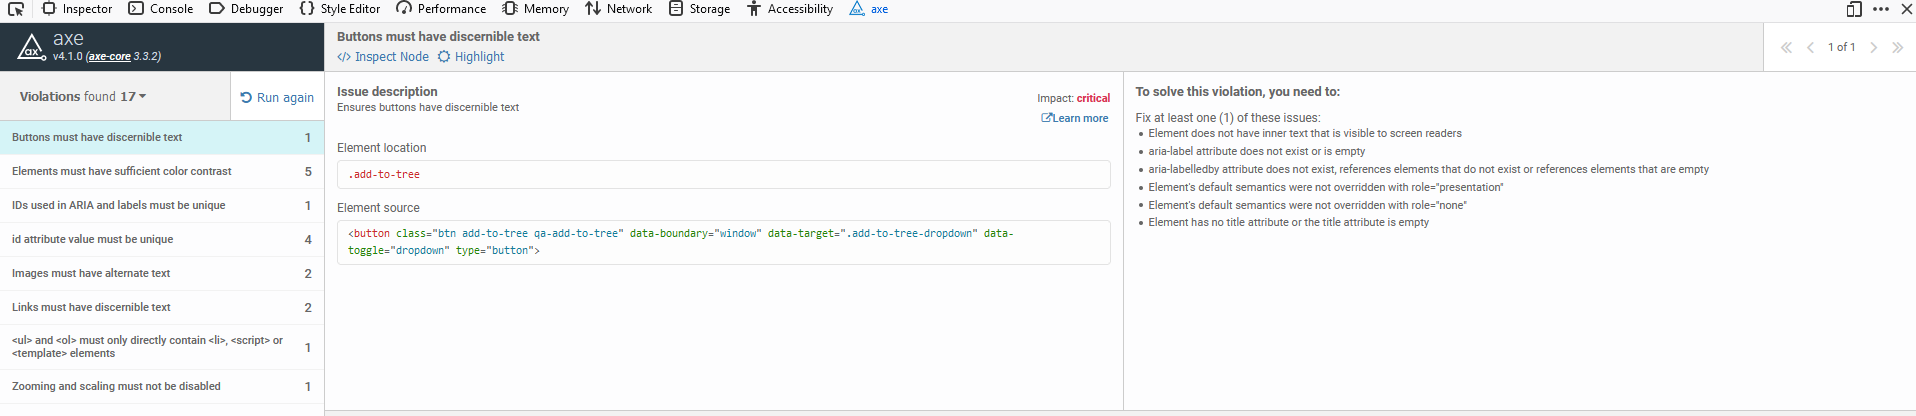 Inspector Console Debugger Style Editor Performance Memory Network Storage Accessibility axe
axe
v4.1.0 (axe-core 3.3.2)
Violations found 17
Run again
Buttons must have discernible text 1
Elements must have sufficient color contrast 5
IDs used in ARIA and labels must be unique 1
id attribute value must be unique 4
Images must have alternate text 2
Links must have discernible text 2
<ul> and <ol> must only directly contain <li>, <script> or
<template> elements 1
Zooming and scaling must not be disabled 1
Buttons must have discernible text
</> Inspect Node Highlight
1 of 1
Issue description
Ensures buttons have discernible text
Impact: critical
Learn more
Element location
.add-to-tree
Element source
<button class="btn add-to-tree qa-add-to-tree" data-boundary="window" data-target=".add-to-tree-dropdown" data-
toggle="dropdown" type="button">
To solve this violation, you need to:
Fix at least one (1) of these issues:
• Element does not have inner text that is visible to screen readers
• aria-label attribute does not exist or is empty
• aria-labelledby attribute does not exist, references elements that do not exist or references elements that are empty
• Element's default semantics were not overridden with role="presentation"
• Element's default semantics were not overridden with role="none"
• Element has no title attribute or the title attribute is empty